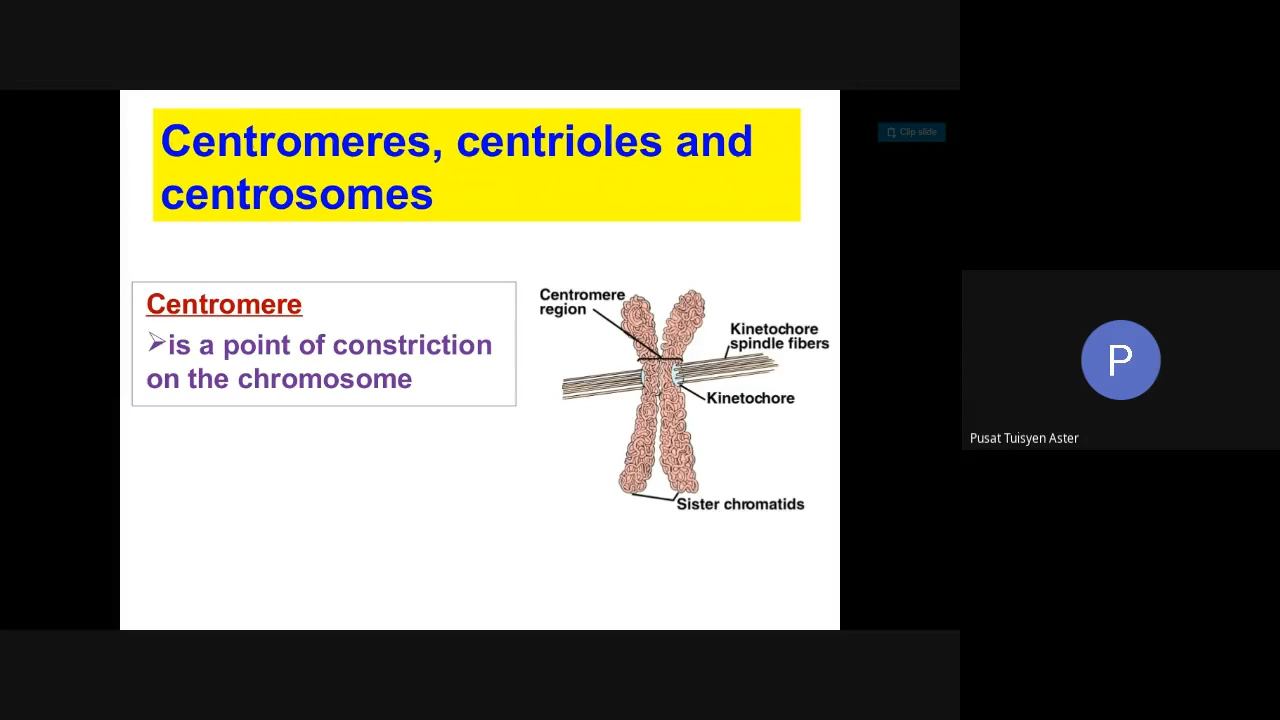 Centromeres, centrioles and
centrosomes
Clip slide
Centromere
➢is a point of constriction
on the chromosome
Centromere
region
Kinetochore
spindle fibers
Kinetochore
Sister chromatids
P
Pusat Tuisyen Aster